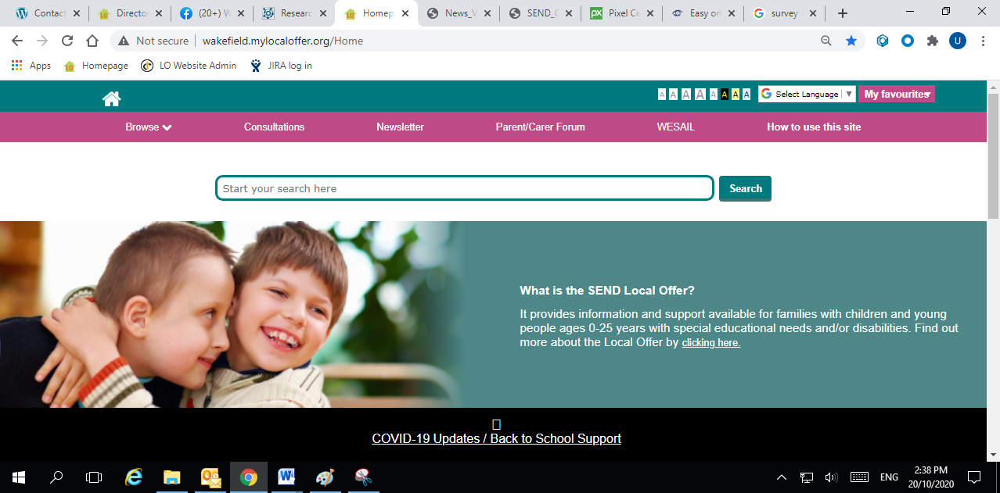 Contact
Director
(20+) W
Researc
Homep
News_V
SEND_C
Pixel Ce
Easy on
survey -
Not secure | wakefield.mylocaloffer.org/Home
U
Apps
Homepage
LO Website Admin
JIRA log in
A A A A A A A A
Select Language ▼
My favourites
Browse
Consultations
Newsletter
Parent/Carer Forum
WESAIL
How to use this site
Start your search here
Search
What is the SEND Local Offer?
It provides information and support available for families with children and young
people ages 0-25 years with special educational needs and/or disabilities. Find out
more about the Local Offer by clicking here.
COVID-19 Updates / Back to School Support
ENG
2:38 PM
20/10/2020